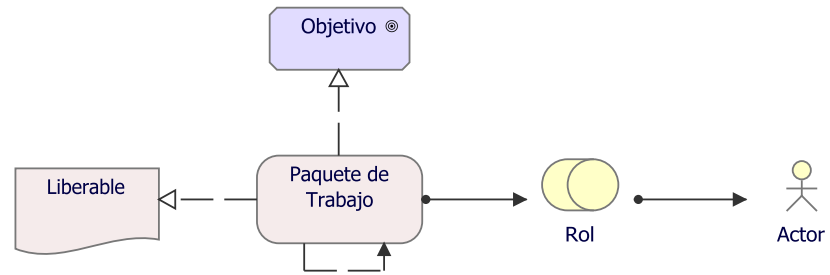 Objetivo
Liberable
Paquete de
Trabajo
Rol
Actor